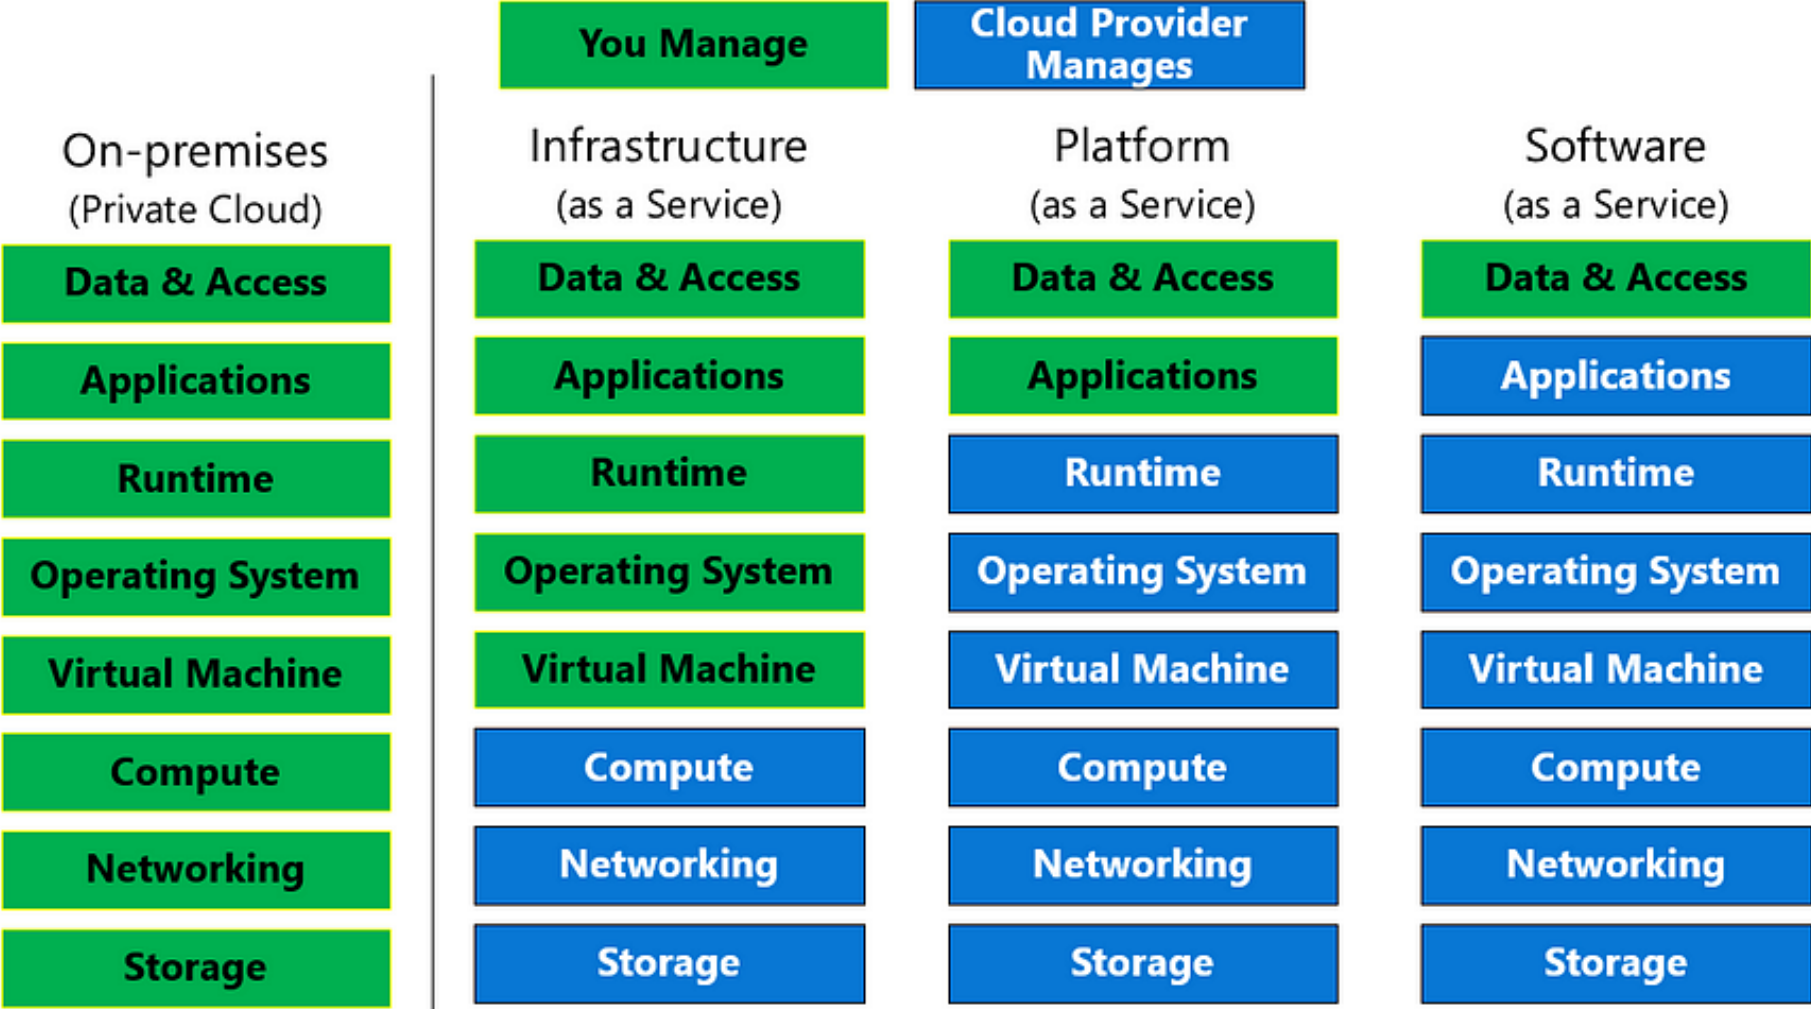 You Manage
Cloud Provider
Manages
On-premises
(Private Cloud)
Data & Access
Applications
Runtime
Operating System
Virtual Machine
Compute
Networking
Storage
Infrastructure
(as a Service)
Data & Access
Applications
Runtime
Operating System
Virtual Machine
Compute
Networking
Storage
Platform
(as a Service)
Data & Access
Applications
Runtime
Operating System
Virtual Machine
Compute
Networking
Storage
Software
(as a Service)
Data & Access
Applications
Runtime
Operating System
Virtual Machine
Compute
Networking
Storage